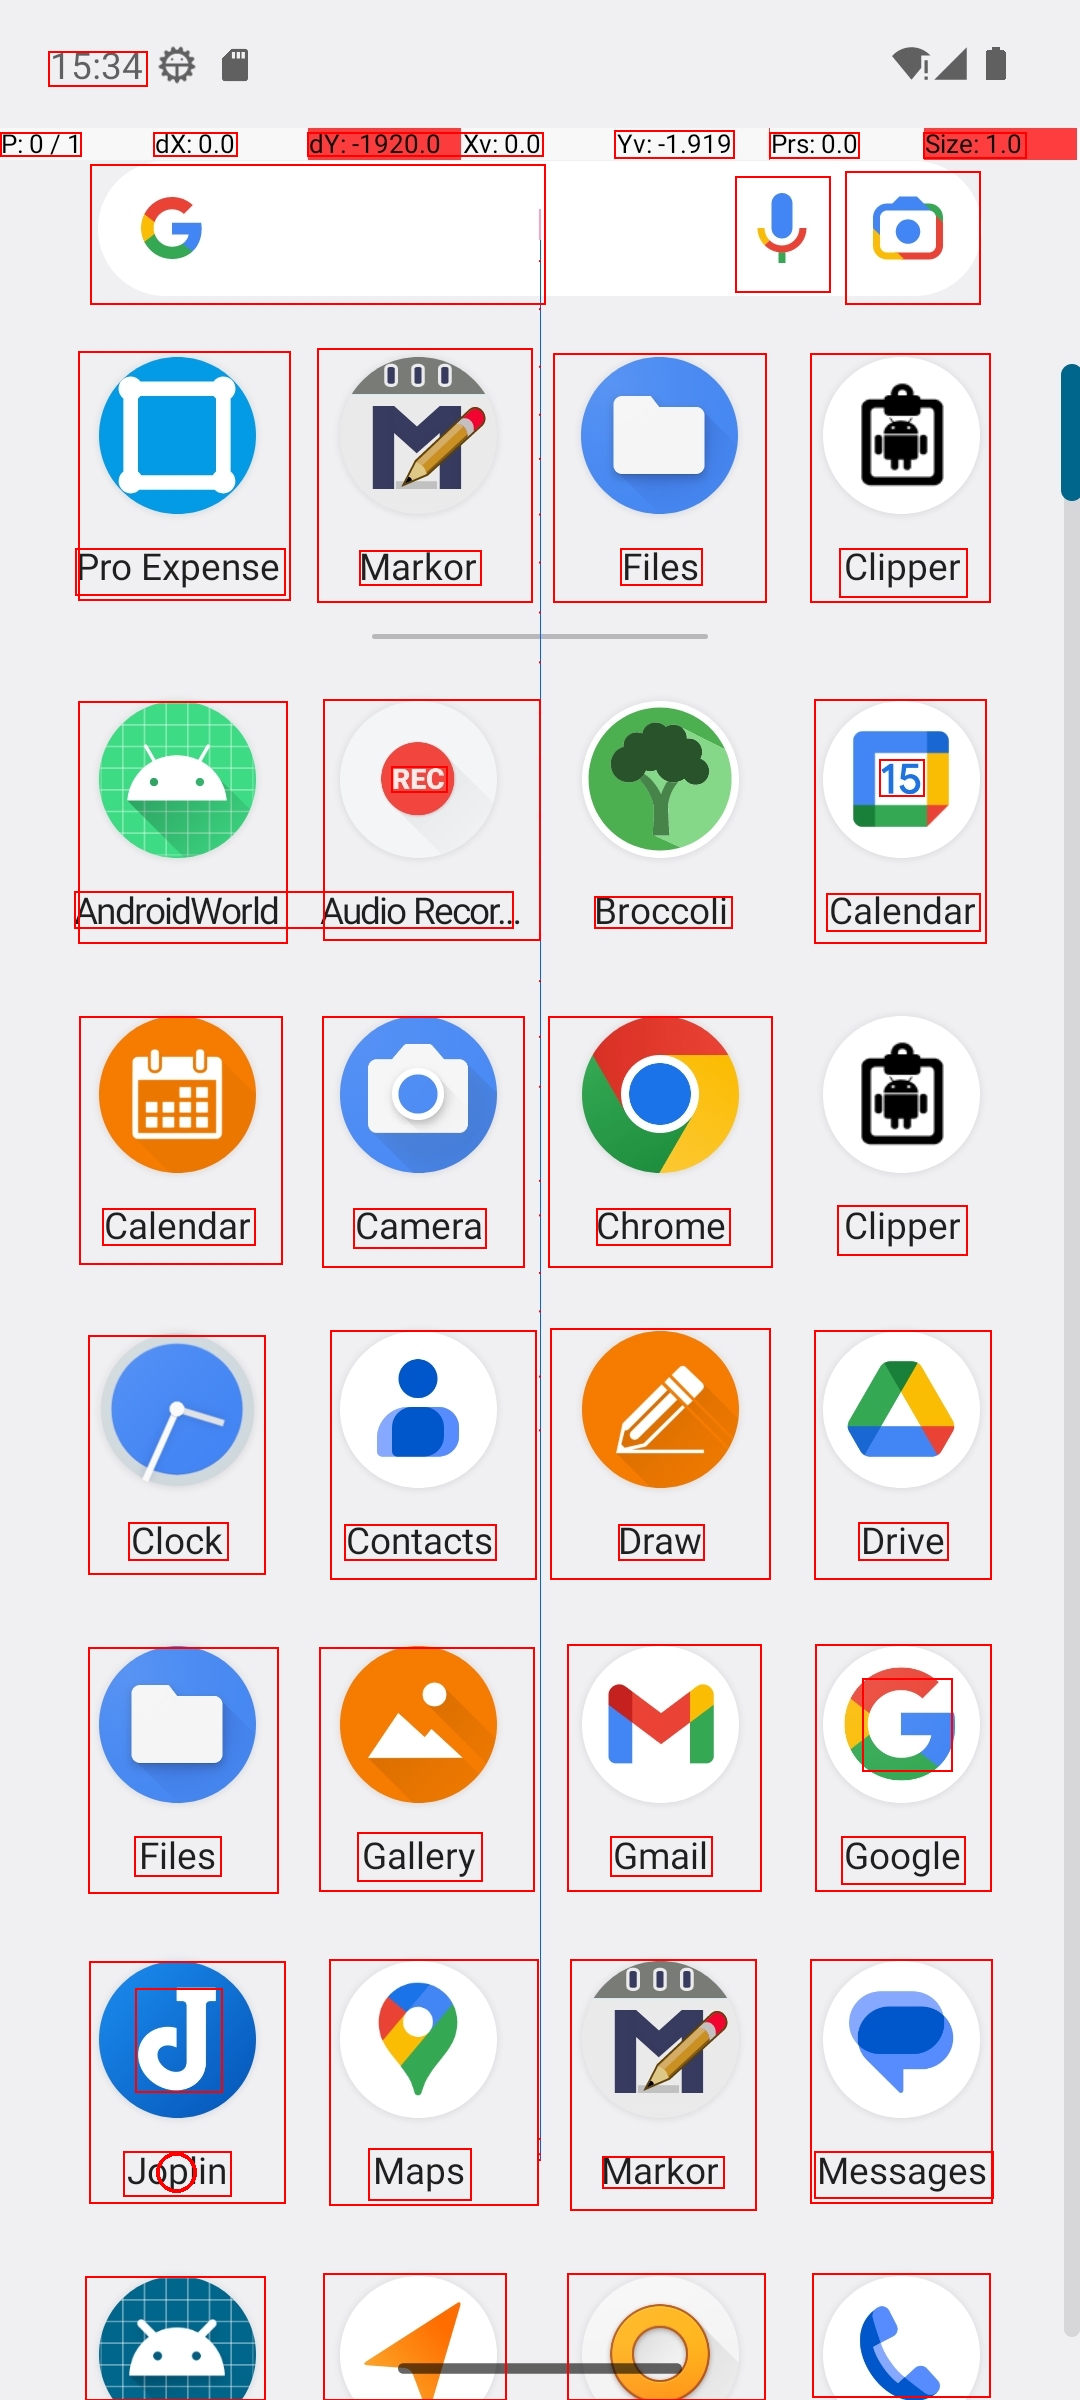 15:34
P: 0 / 1 dX: 0.0 dY: -1920.0 Xv: 0.0 Yv: -1.919 Prs: 0.0 Size: 1.0
Pro Expense Markor Files Clipper
REC 15
AndroidWorld Audio Recor... Broccoli Calendar
Calendar Camera Chrome Clipper
Clock Contacts Draw Drive
Files Gallery Gmail Google
Joplin Maps Markor Messages